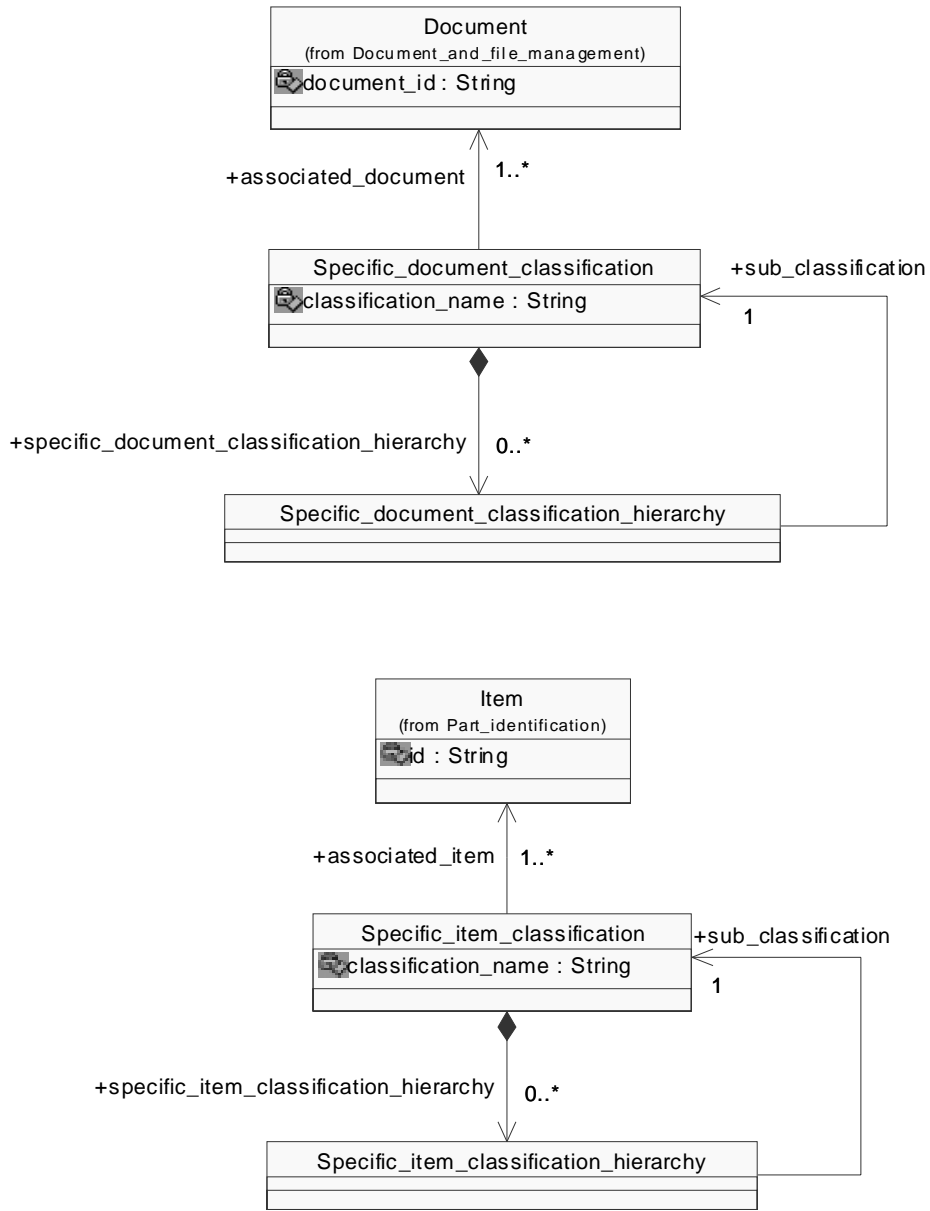 Document
(from Document_and_file_management)
document_id : String
+associated_document
1..*
Specific_document_classification
classification_name : String
+sub_classification
1
+specific_document_classification_hierarchy
0..*
Specific_document_classification_hierarchy
Item
(from Part_identification)
id : String
+associated_item
1..*
Specific_item_classification
classification_name : String
+sub_classification
1
+specific_item_classification_hierarchy
0..*
Specific_item_classification_hierarchy